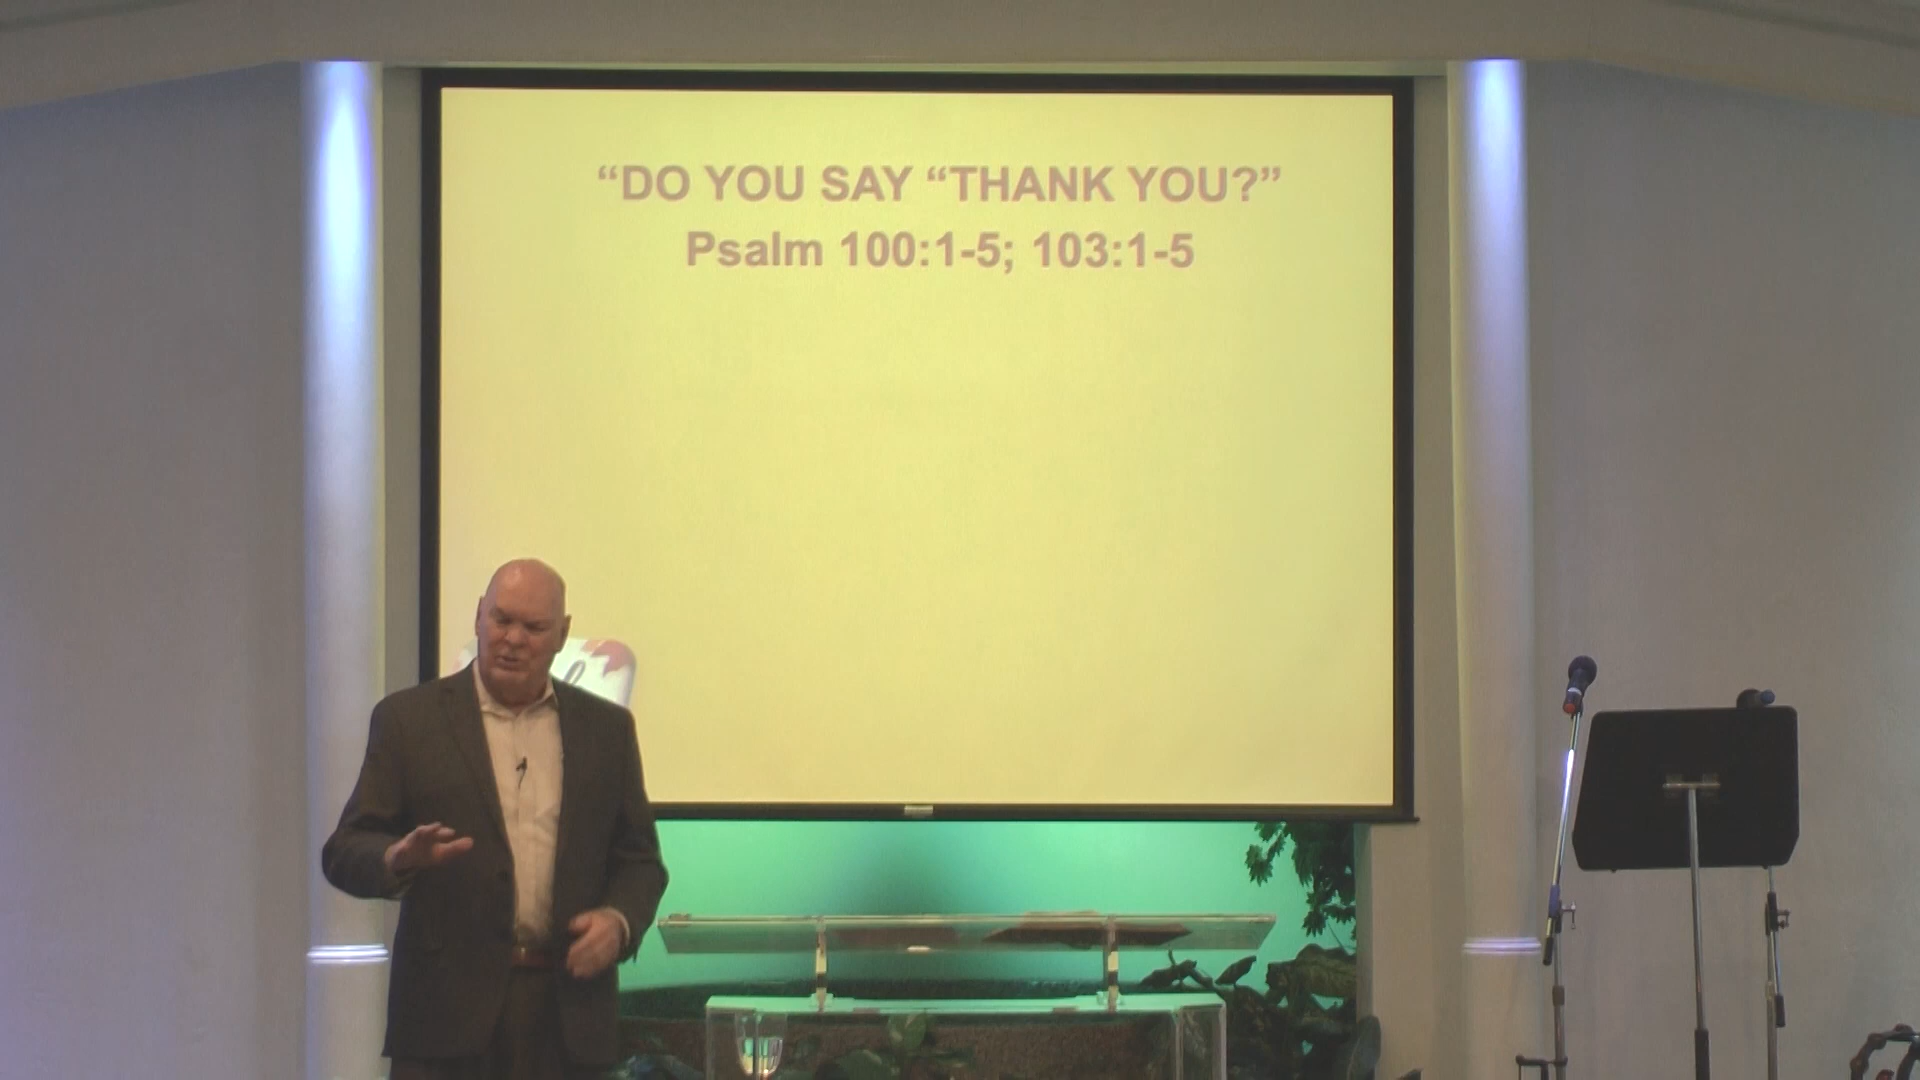 “DO YOU SAY “THANK YOU?”
Psalm 100:1-5; 103:1-5